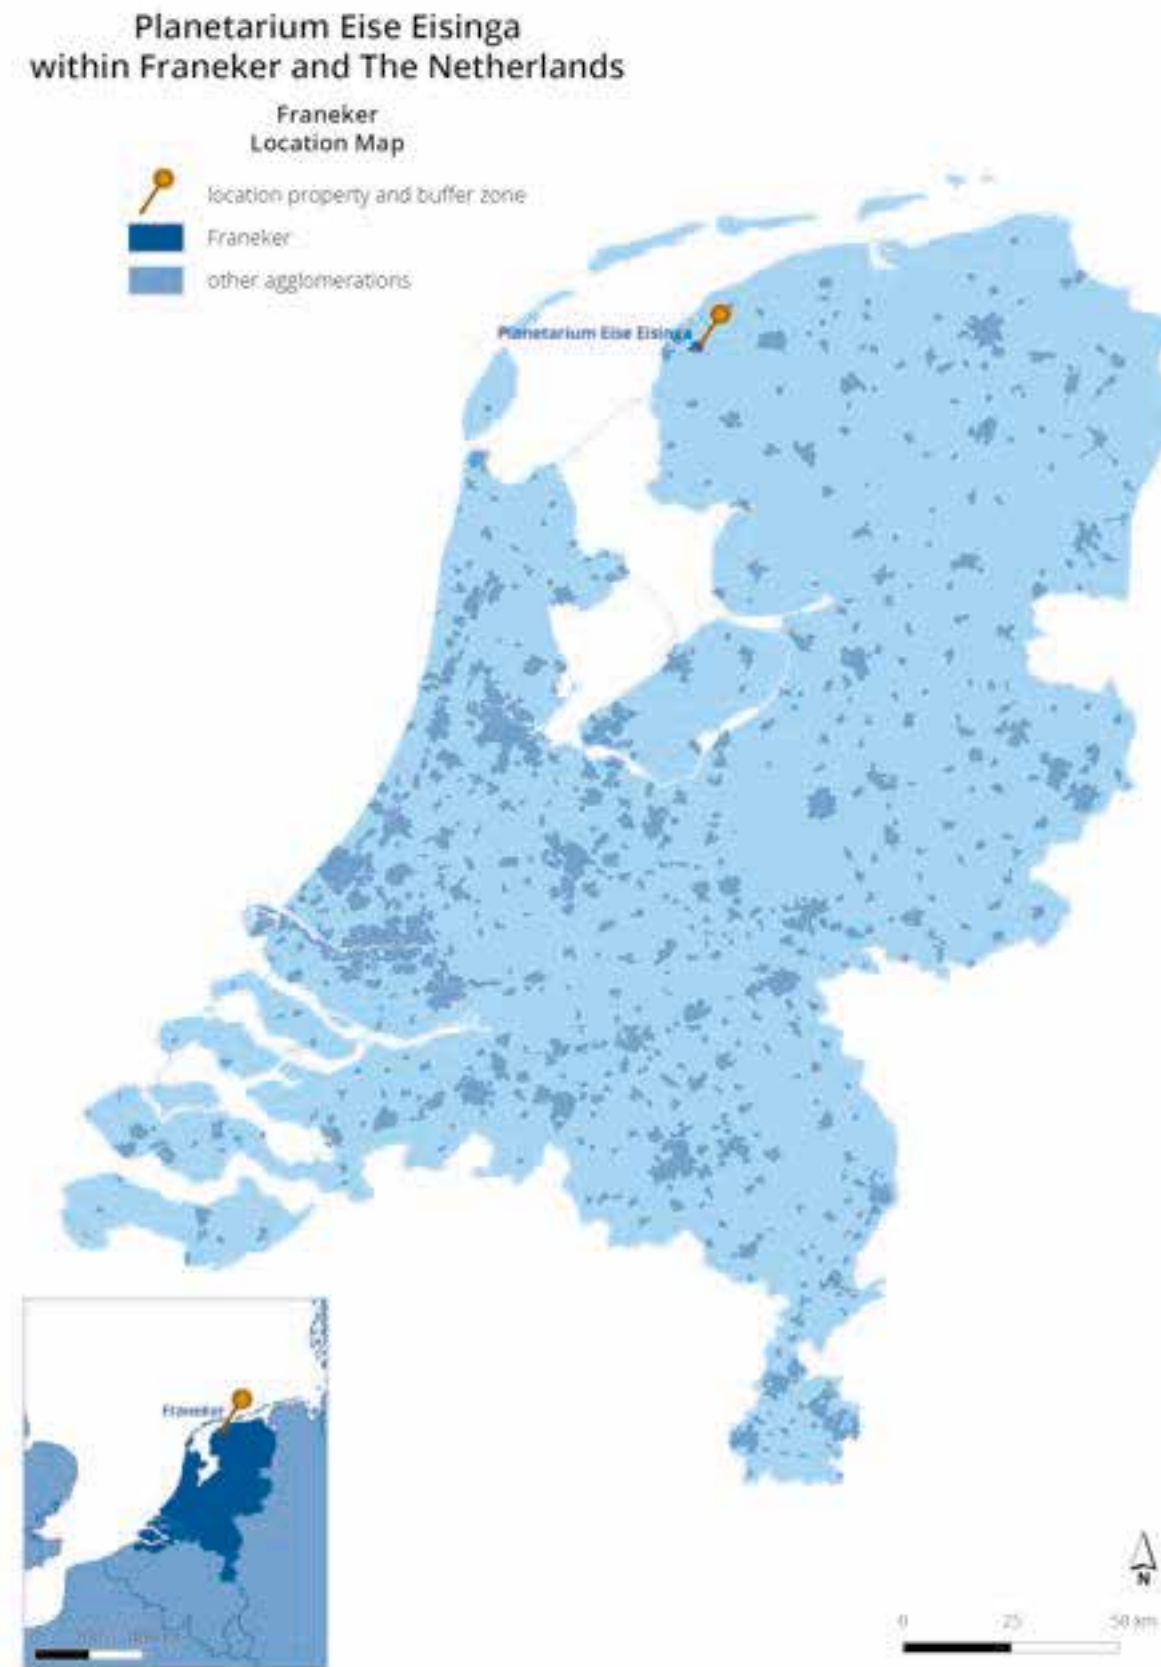 Planetarium Eise Eisinga
within Franeker and The Netherlands
Franeker
Location Map
location property and buffer zone
Franeker
other agglomerations
Planetarium Eise Eisinga
Franeker
N
0 25 50 km